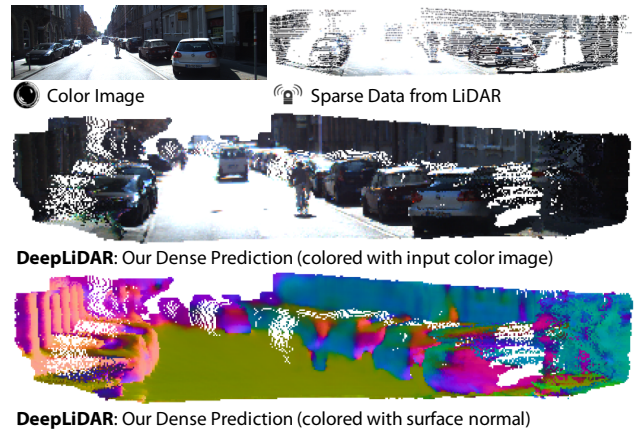 Color Image
Sparse Data from LiDAR
DeepLiDAR: Our Dense Prediction (colored with input color image)
DeepLiDAR: Our Dense Prediction (colored with surface normal)